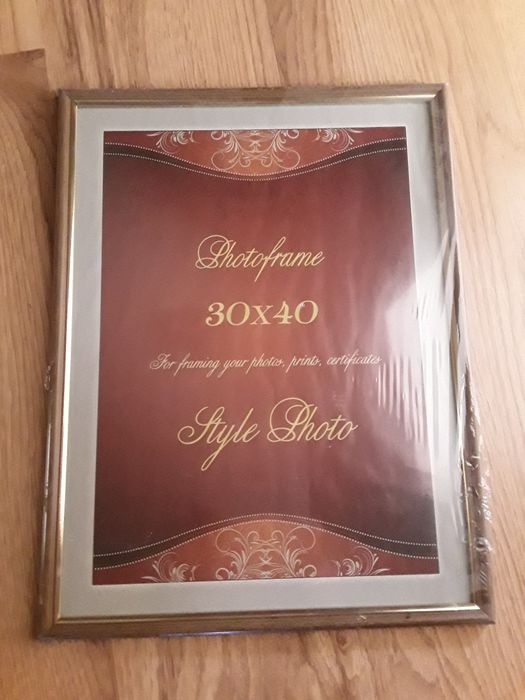 Photoframe
30x40
For framing your photos, prints, certificates
Style Photo